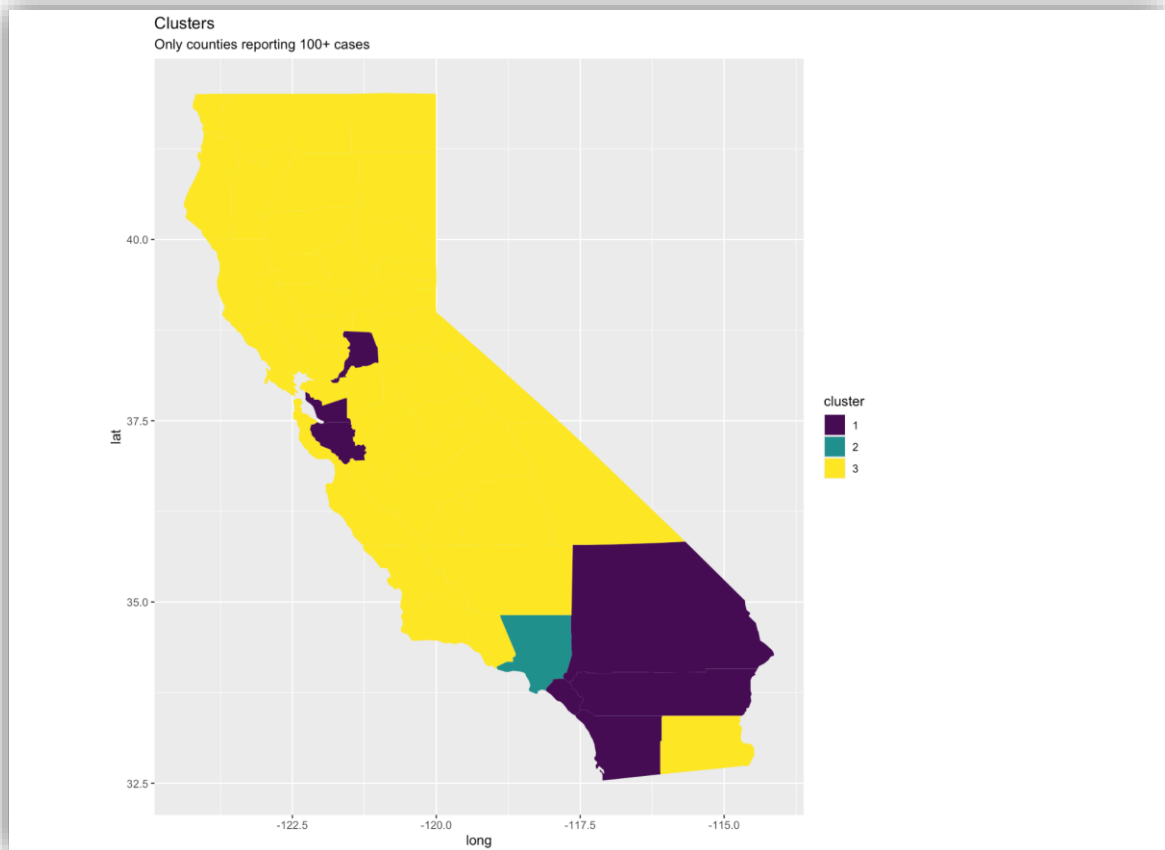 Clusters
Only counties reporting 100+ cases
lat
40.0
37.5
35.0
32.5
-122.5 -120.0 -117.5 -115.0
long
cluster
1
2
3